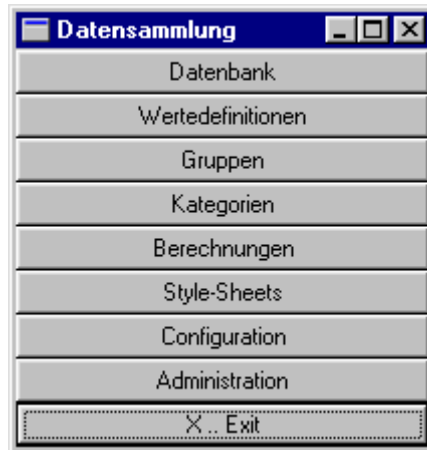 Datensammlung
Datenbank
Wertedefinitionen
Gruppen
Kategorien
Berechnungen
Style-Sheets
Configuration
Administration
X .. Exit